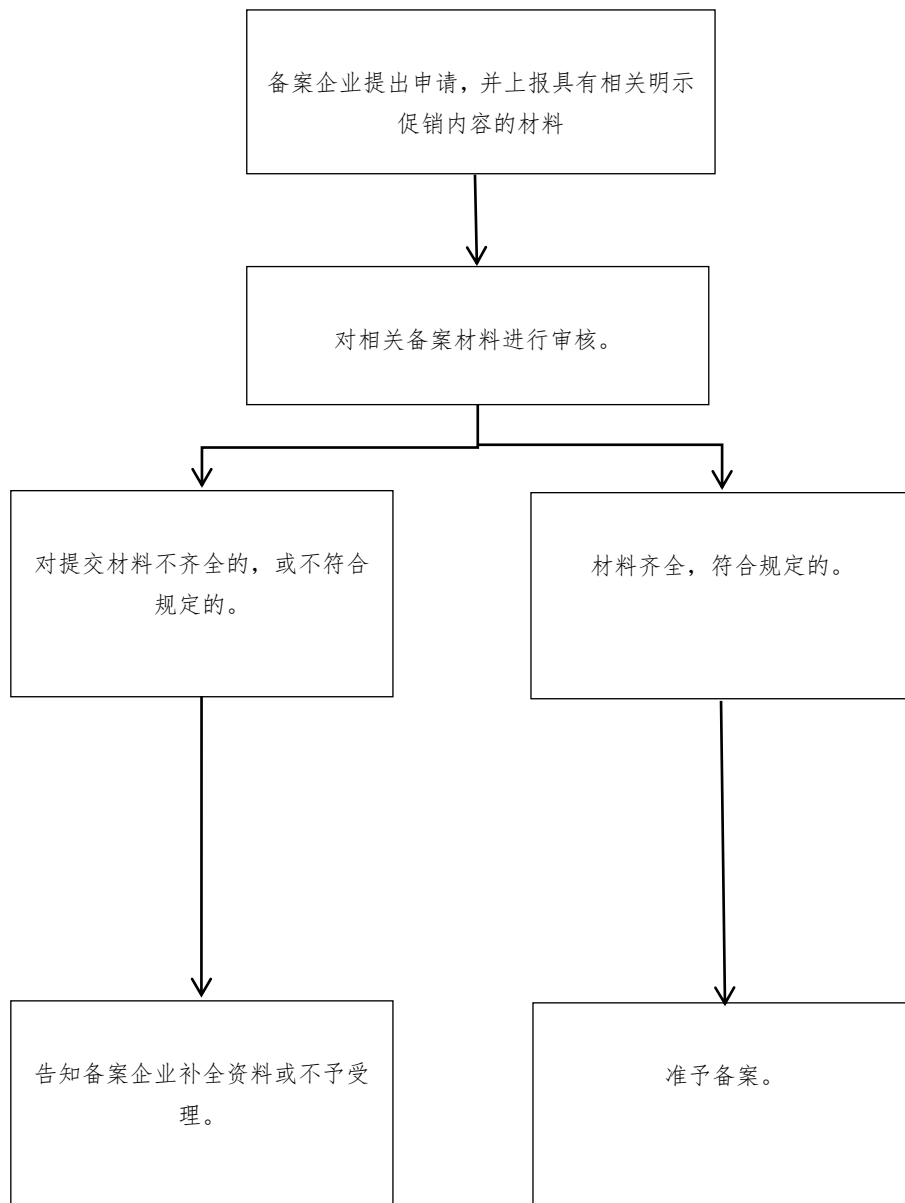 备案企业提出申请，并上报具有相关明示
促销内容的材料
对相关备案材料进行审核。
对提交材料不齐全的，或不符合
规定的。
材料齐全，符合规定的。
告知备案企业补全资料或不予受
理。
准予备案。